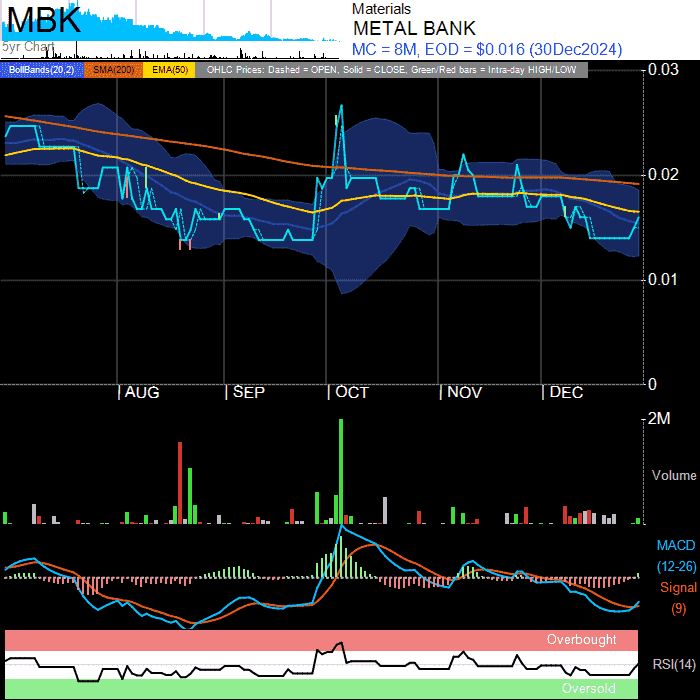 MBK
5yr Chart
Materials
METAL BANK
MC = 8M, EOD = $0.016 (30Dec2024)
BollBands(20,2) SMA(200) EMA(50) OHLC Prices: Dashed = OPEN, Solid = CLOSE, Green/Red bars = Intra-day HIGH/LOW
0.03
0.02
0.01
0
AUG SEP OCT NOV DEC
2M
Volume
MACD
(12-26)
Signal
(9)
Overbought
RSI(14)
Oversold